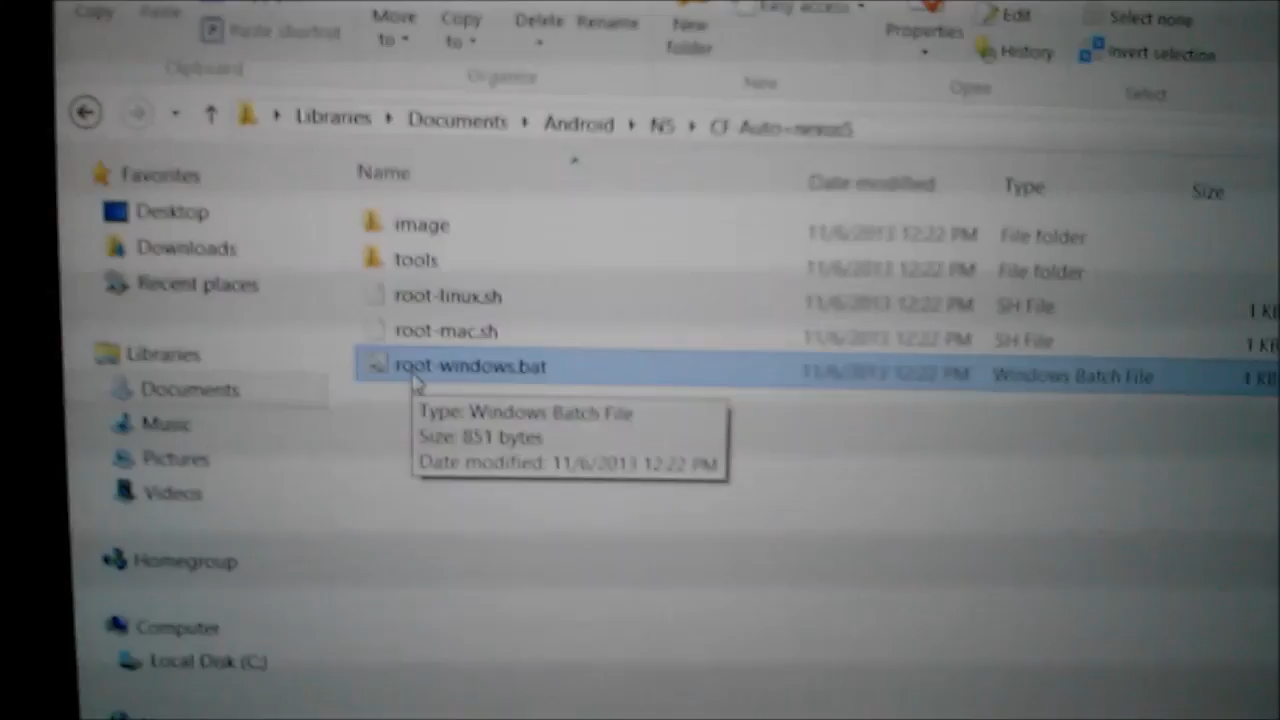 Copy Paste
Paste shortcut
Move to
Copy to
Delete
Rename
New folder
Easy access
Properties
Edit
History
Select none
Invert selection
Clipboard
Organize
New
Open
Select
Libraries Documents Android N5 CF Auto-nexus5
Name Date modified Type Size
image 11/6/2013 12:22 PM File folder
tools 11/6/2013 12:22 PM File folder
root-linux.sh 11/6/2013 12:22 PM SH File 1 KB
root-mac.sh 11/6/2013 12:22 PM SH File 1 KB
root-windows.bat 11/6/2013 12:22 PM Windows Batch File 1 KB
Type: Windows Batch File
Size: 851 bytes
Date modified: 11/6/2013 12:22 PM
Favorites
Desktop
Downloads
Recent places
Libraries
Documents
Music
Pictures
Videos
Homegroup
Computer
Local Disk (C:)